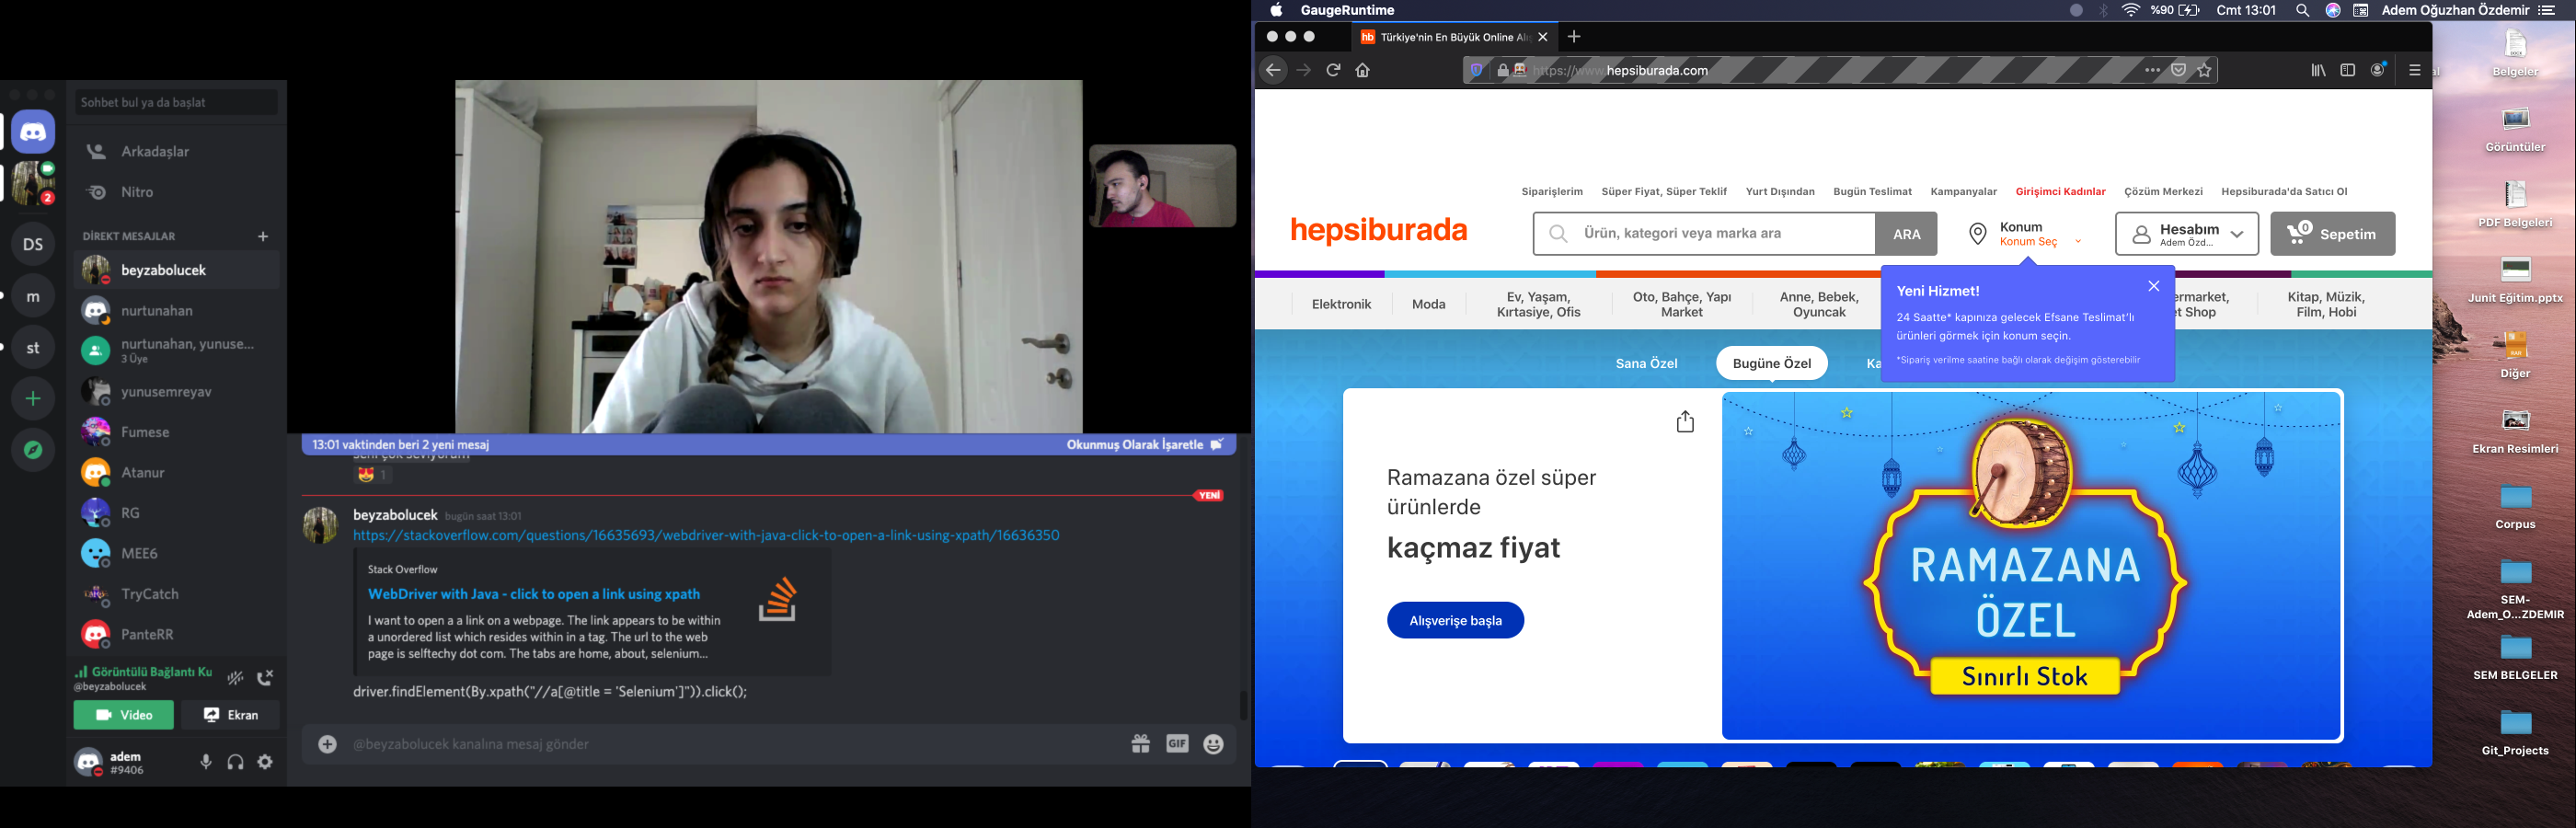 Sohbet bul ya da başlat
Arkadaşlar
Nitro
DİREKT MESAJLAR
beyzabolucek
nurtunahan
nurtunahan, yunuse...
3 Üye
yunusemreyav
Fumese
Atanur
RG
MEE6
TryCatch
PanteRR
Görüntülü Bağlantı Ku
@beyzabolucek
Video
Ekran
adem
#9406
2
DS
m
st
13:01 vaktinden beri 2 yeni mesaj
Okunmuş Olarak İşaretle
seni çok seviyorum
1
YENİ
beyzabolucek bugün saat 13:01
https://stackoverflow.com/questions/16635693/webdriver-with-java-click-to-open-a-link-using-xpath/16636350
Stack Overflow
WebDriver with Java - click to open a link using xpath
I want to open a a link on a webpage. The link appears to be within
a unordered list which resides within in a tag. The url to the web
page is selftechy dot com. The tabs are home, about, selenium...
driver.findElement(By.xpath("//a[@title = 'Selenium']")).click();
@beyzabolucek kanalına mesaj gönder
GIF
GaugeRuntime
%90
Cmt 13:01
Adem Oğuzhan Özdemir
hb
Türkiye'nin En Büyük Online Alış
https://www.hepsiburada.com
Siparişlerim
Süper Fiyat, Süper Teklif
Yurt Dışından
Bugün Teslimat
Kampanyalar
Girişimci Kadınlar
Çözüm Merkezi
Hepsiburada'da Satıcı Ol
hepsiburada
Ürün, kategori veya marka ara
ARA
Konum
Konum Seç
Hesabım
Adem Özd...
0
Sepetim
Elektronik
Moda
Ev, Yaşam,
Kırtasiye, Ofis
Oto, Bahçe, Yapı
Market
Anne, Bebek,
Oyuncak
ermarket,
et Shop
Kitap, Müzik,
Film, Hobi
Yeni Hizmet!
24 Saatte* kapınıza gelecek Efsane Teslimat'lı
ürünleri görmek için konum seçin.
*Sipariş verilme saatine bağlı olarak değişim gösterebilir
Sana Özel
Bugüne Özel
Ka
Ramazana özel süper
ürünlerde
kaçmaz fiyat
Alışverişe başla
RAMAZANA
ÖZEL
Sınırlı Stok
al
Belgeler
Görüntüler
PDF Belgeleri
Junit Eğitim.pptx
Diğer
Ekran Resimleri
Corpus
SEM-
Adem_O...ZDEMIR
SEM BELGELER
Git_Projects